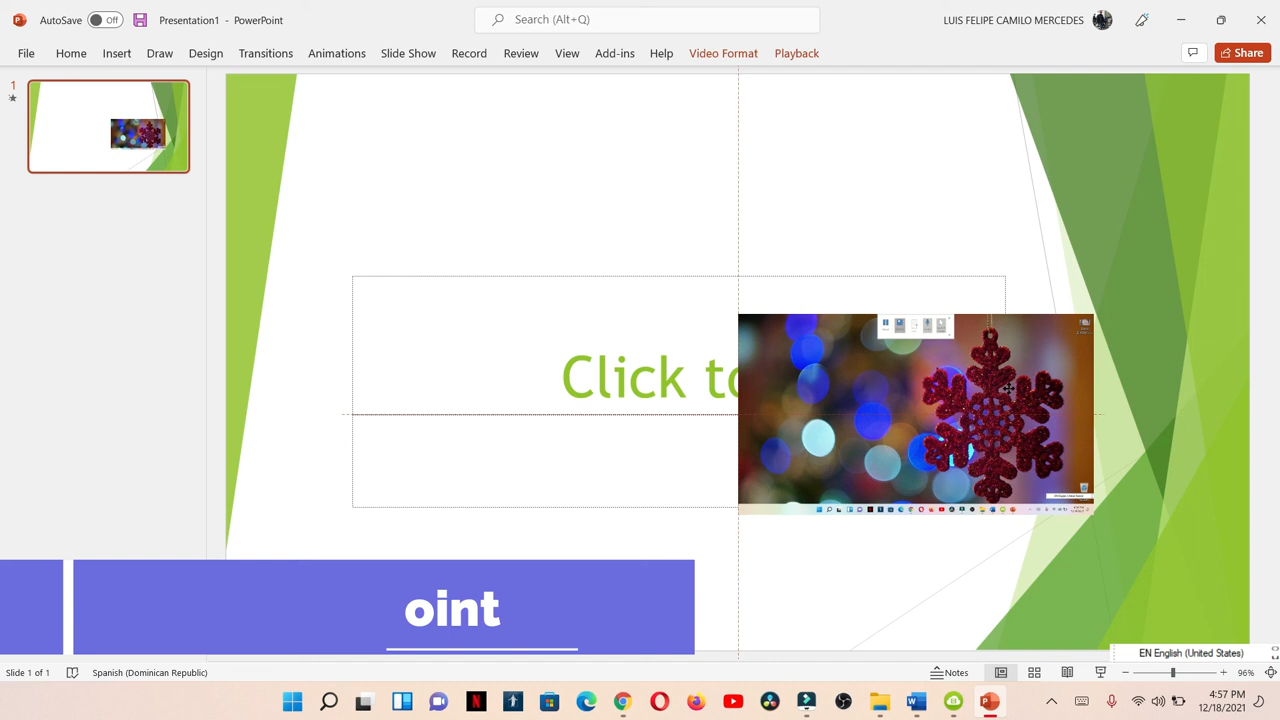 AutoSave Off Presentation1 - PowerPoint Search (Alt+Q) LUIS FELIPE CAMILO MERCEDES
File Home Insert Draw Design Transitions Animations Slide Show Record Review View Add-ins Help Video Format Playback Share
1
Click to
oint
EN English (United States)
Slide 1 of 1 Spanish (Dominican Republic) Notes 96%
4:57 PM
12/18/2021